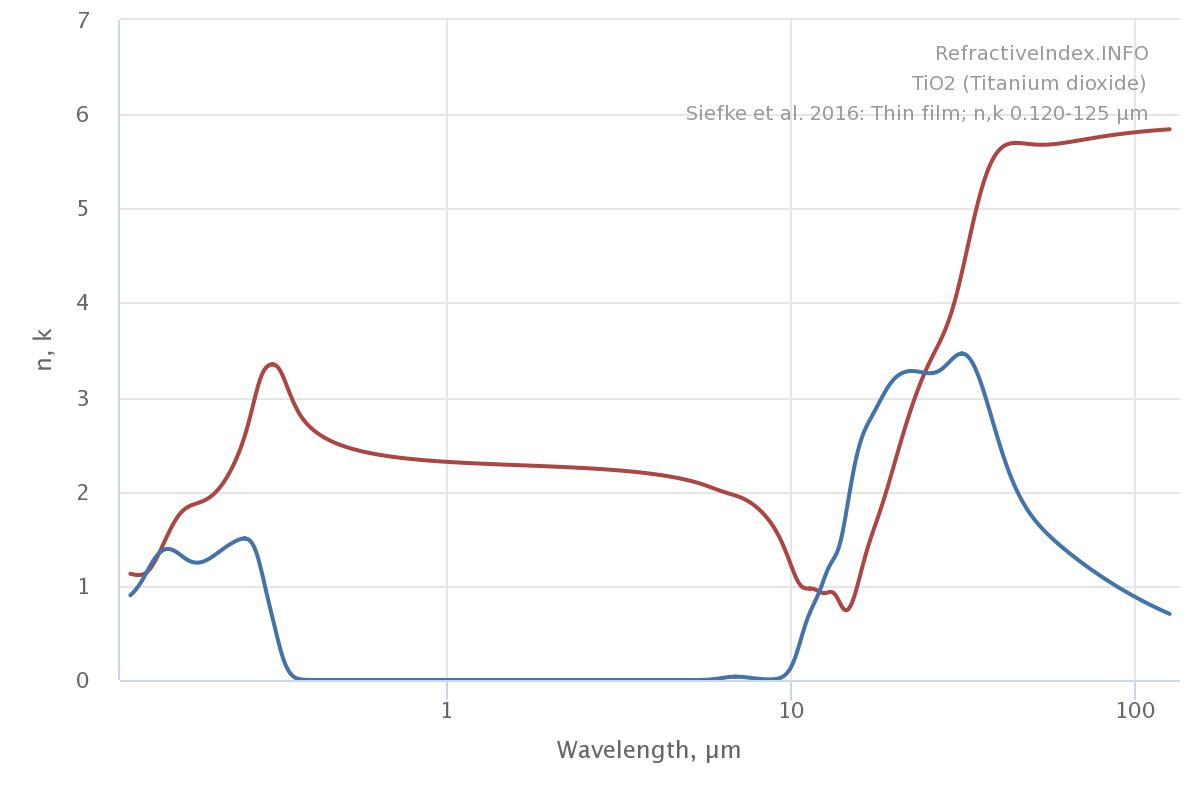 7
RefractiveIndex.INFO
TiO2 (Titanium dioxide)
Siefke et al. 2016: Thin film; n,k 0.120-125 µm
6
5
4
n, k
3
2
1
0
1 10 100
Wavelength, µm